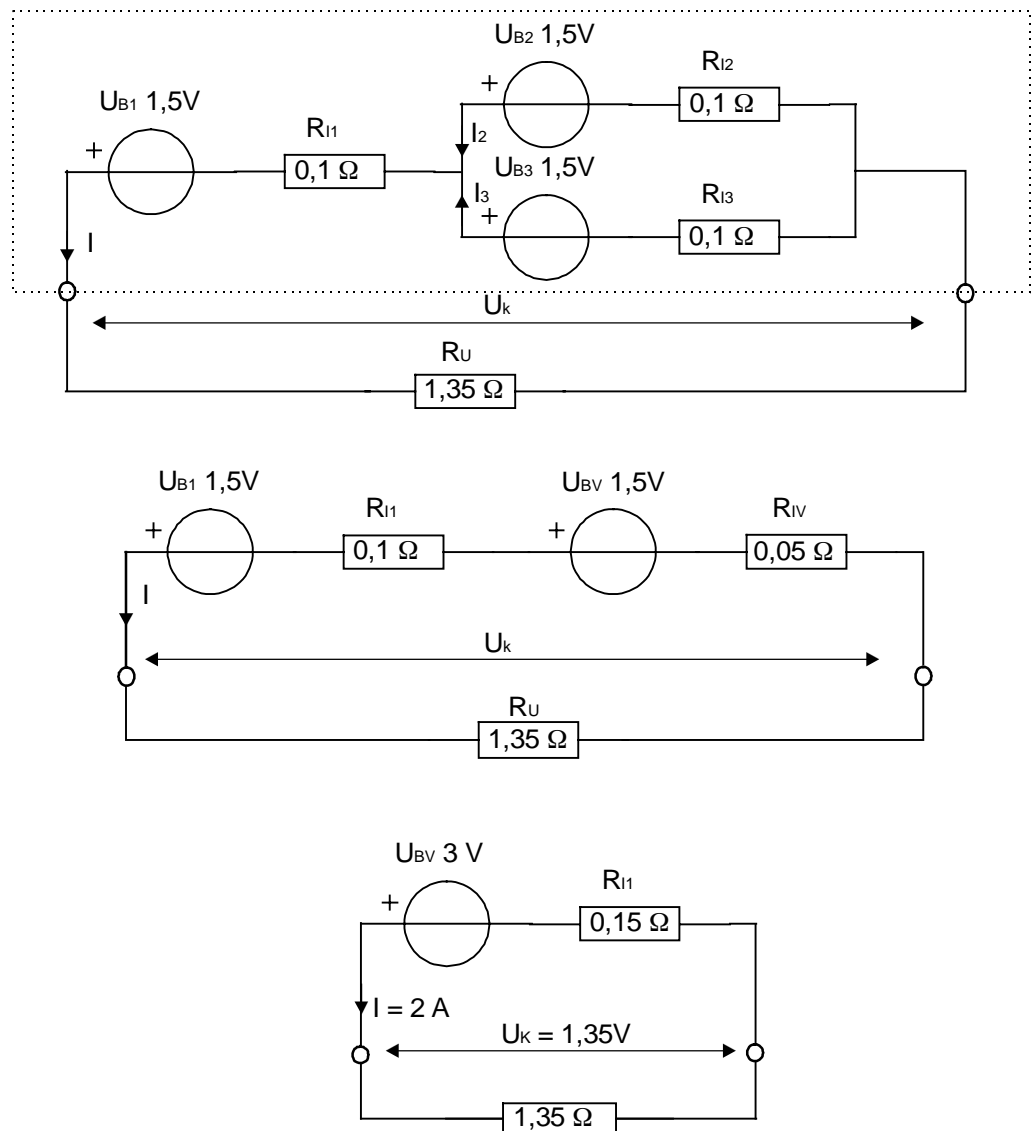 UB2 1,5V
+
RI2
0,1 Ω
UB1 1,5V
+
RI1
0,1 Ω
I2
UB3 1,5V
I3
+
RI3
0,1 Ω
I
Uk
RU
1,35 Ω
UB1 1,5V
+
RI1
0,1 Ω
UBV 1,5V
+
RIV
0,05 Ω
I
Uk
RU
1,35 Ω
UBV 3 V
+
RI1
0,15 Ω
I = 2 A
UK = 1,35V
1,35 Ω